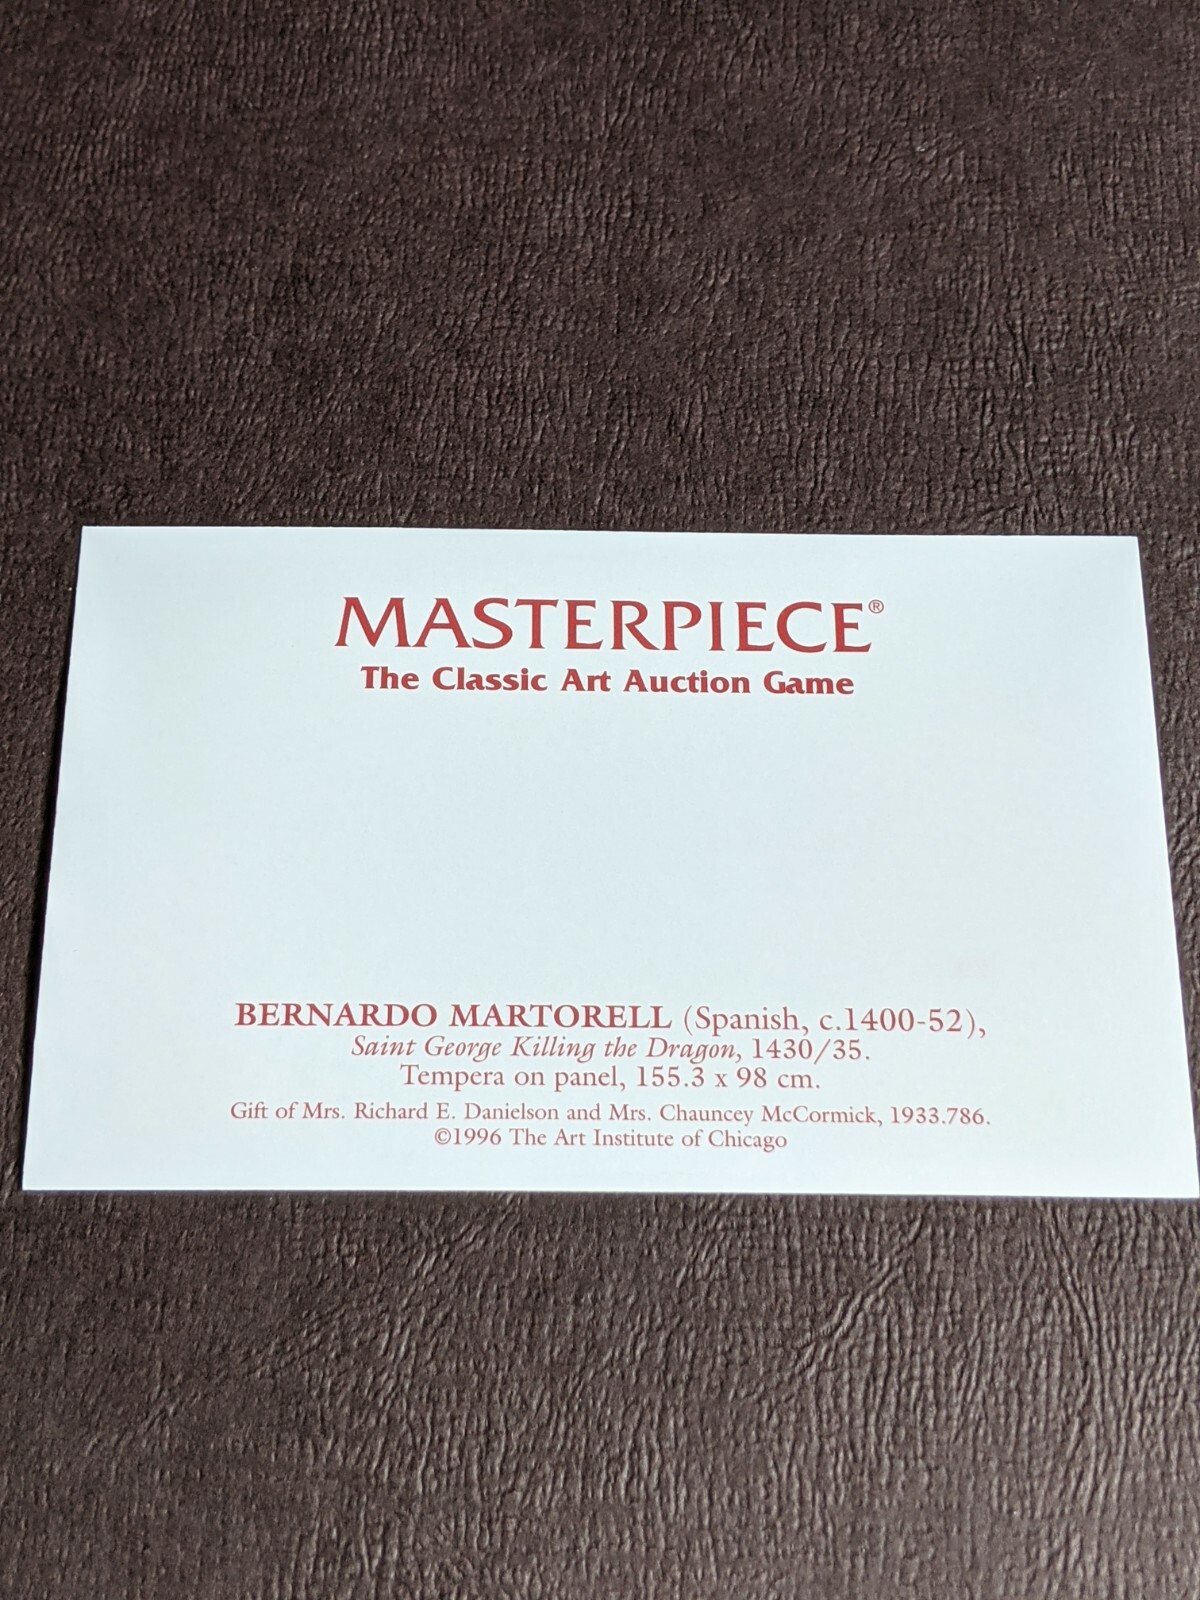 MASTERPIECE®
The Classic Art Auction Game
BERNARDO MARTORELL (Spanish, c.1400-52),
Saint George Killing the Dragon, 1430/35.
Tempera on panel, 155.3 x 98 cm.
Gift of Mrs. Richard E. Danielson and Mrs. Chauncey McCormick, 1933.786.
©1996 The Art Institute of Chicago